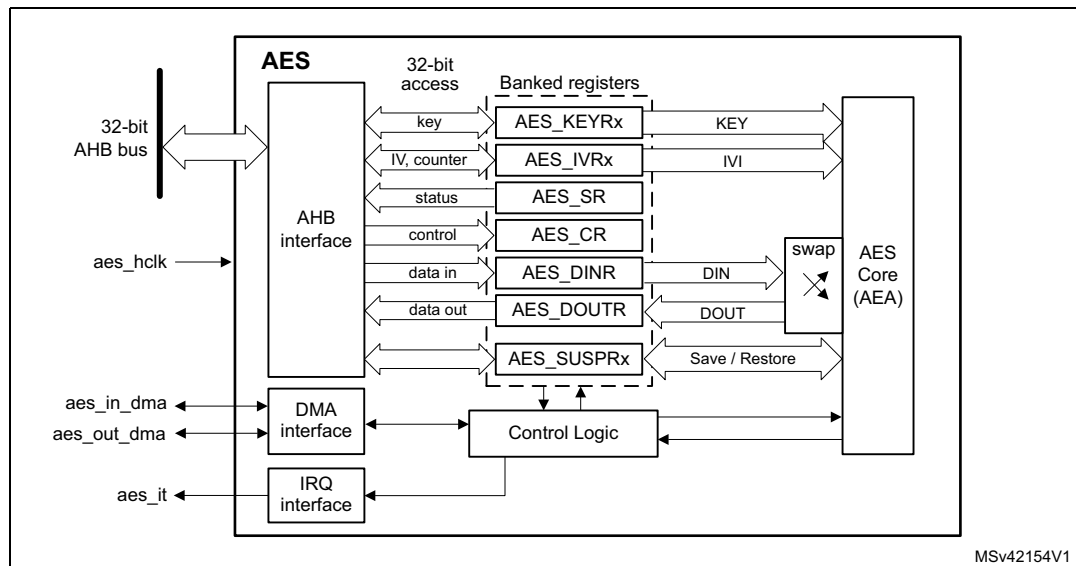 AES
32-bit
access
Banked registers
32-bit
AHB bus
AHB
interface
key
AES_KEYRx
KEY
IV, counter
AES_IVRx
IVI
status
AES_SR
control
AES_CR
aes_hclk
data in
AES_DINR
DIN
swap
AES
Core
(AEA)
data out
AES_DOUTR
DOUT
AES_SUSPRx
Save / Restore
aes_in_dma
aes_out_dma
DMA
interface
Control Logic
aes_it
IRQ
interface
MSv42154V1